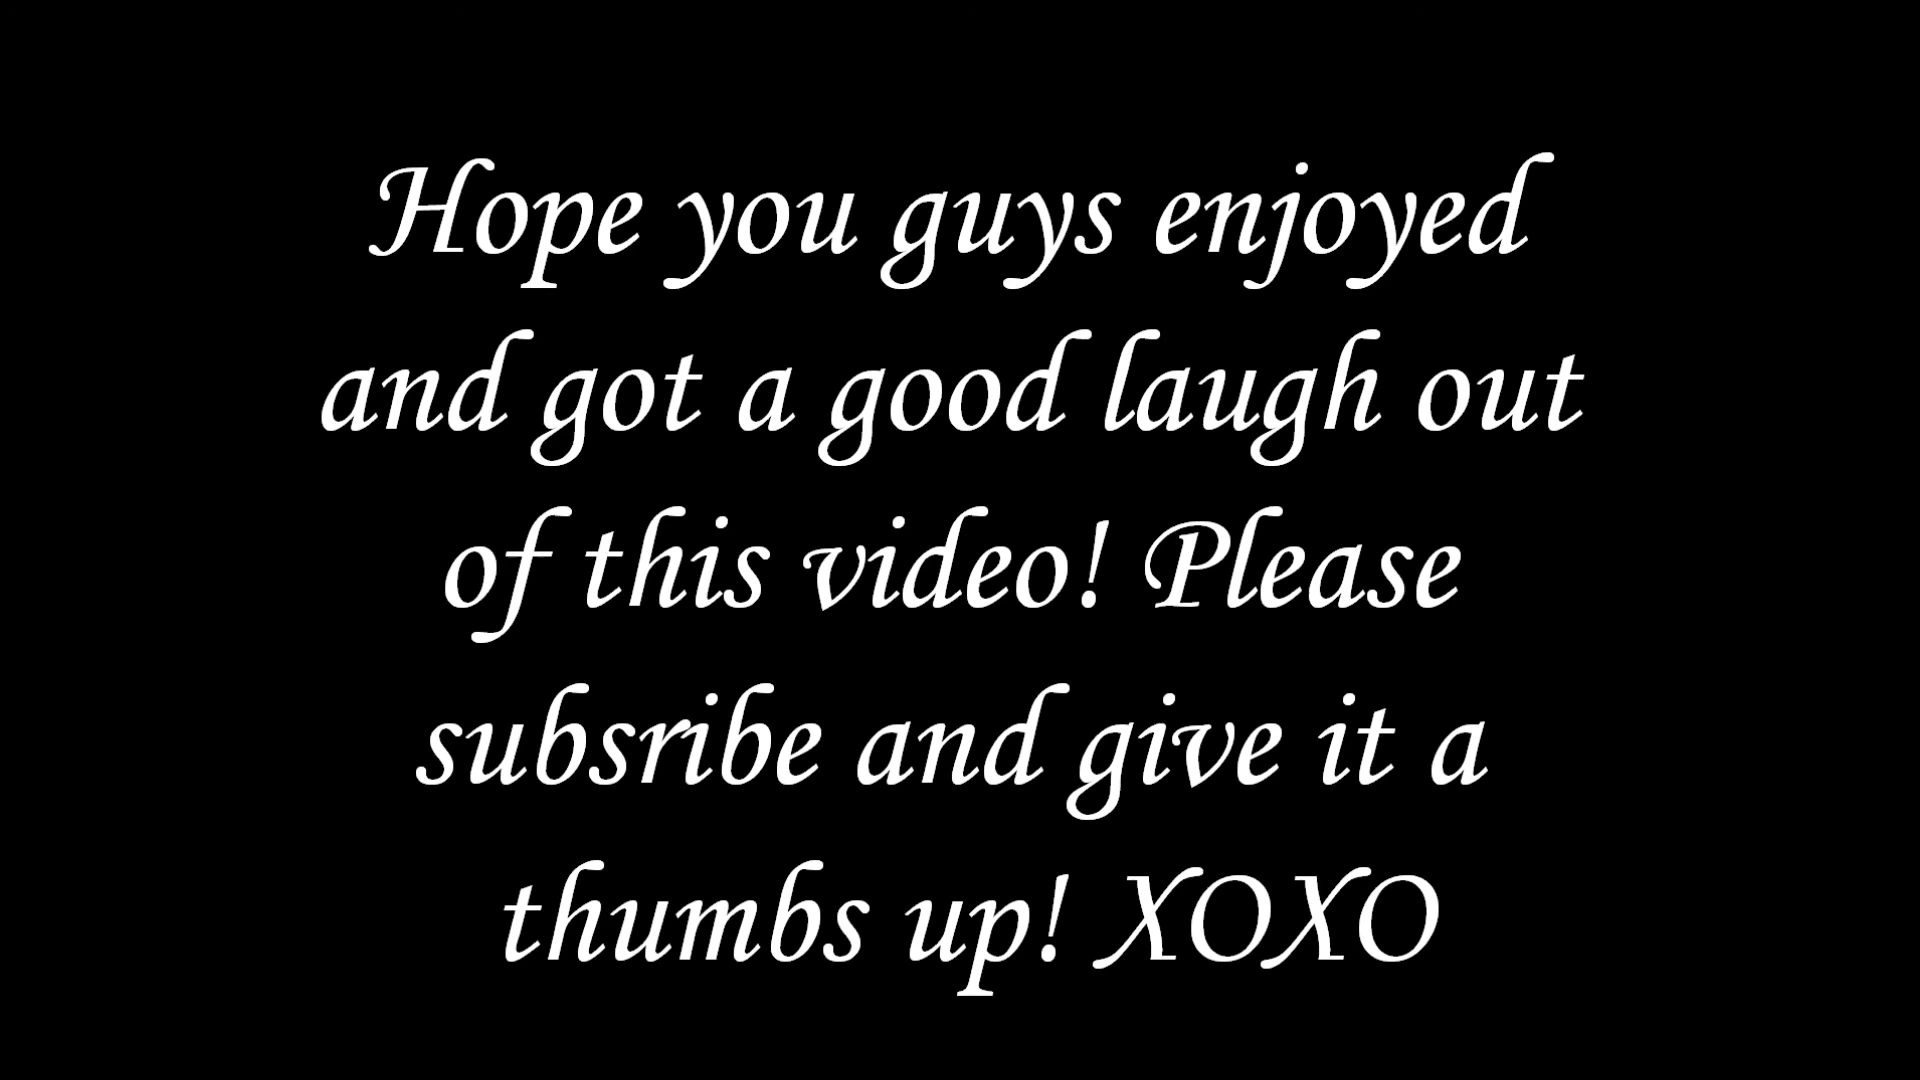 Hope you guys enjoyed
and got a good laugh out
of this video! Please
subsribe and give it a
thumbs up! XOXO